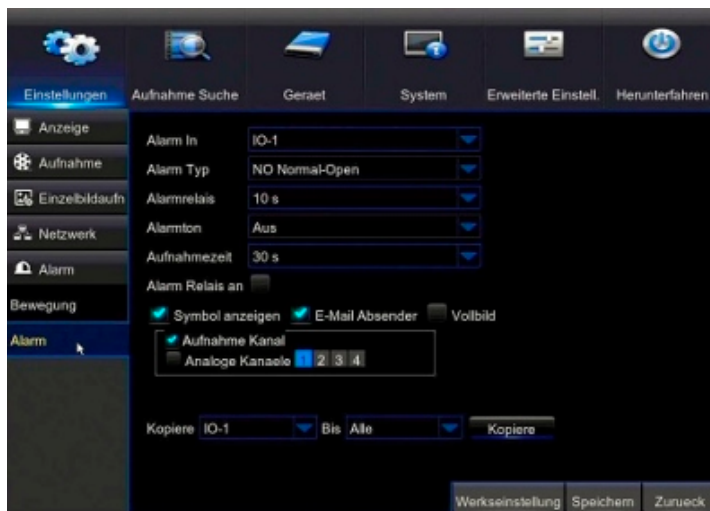 Einstellungen Aufnahme Suche Geraet System Erweiterte Einstell. Herunterfahren
Anzeige
Aufnahme
Einzelbildaufn
Netzwerk
Alarm
Bewegung
Alarm
Alarm In IO-1
Alarm Typ NO Normal-Open
Alarmrelais 10 s
Alarmton Aus
Aufnahmezeit 30 s
Alarm Relais an
Symbol anzeigen E-Mail Absender Vollbild
Aufnahme Kanal
Analoge Kanaele 1 2 3 4
Kopiere IO-1 Bis Alle Kopiere
Werkseinstellung Speichern Zurueck